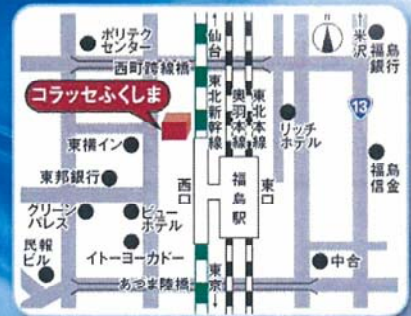 ポリテク
センター
↑仙台
↑米沢
福島
銀行
西町跨線橋
コラッセふくしま
東北新幹線
奥羽本線
東北本線
13
リッチ
ホテル
東横イン
東邦銀行
西口
福島駅
東口
福島
信金
グリーン
パレス
ビュー
ホテル
民報
ビル
イトーヨーカドー
中合
あづま陸橋
東京↓